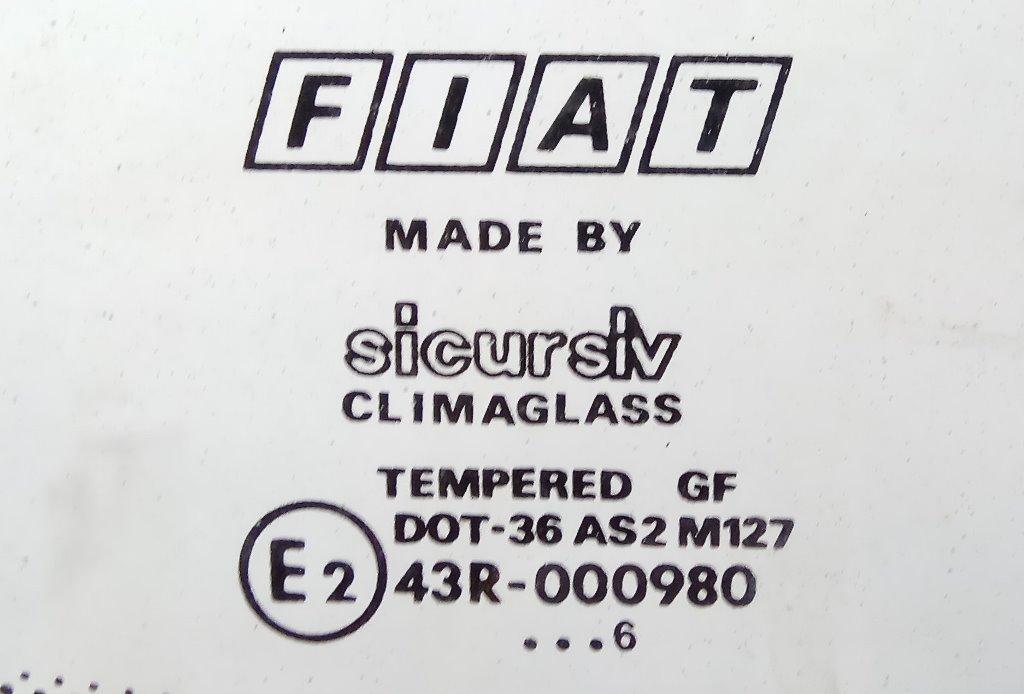 FIAT
MADE BY
sicursiv
CLIMAGLASS
TEMPERED GF
DOT-36 AS2 M127
E2 43R-000980
...6